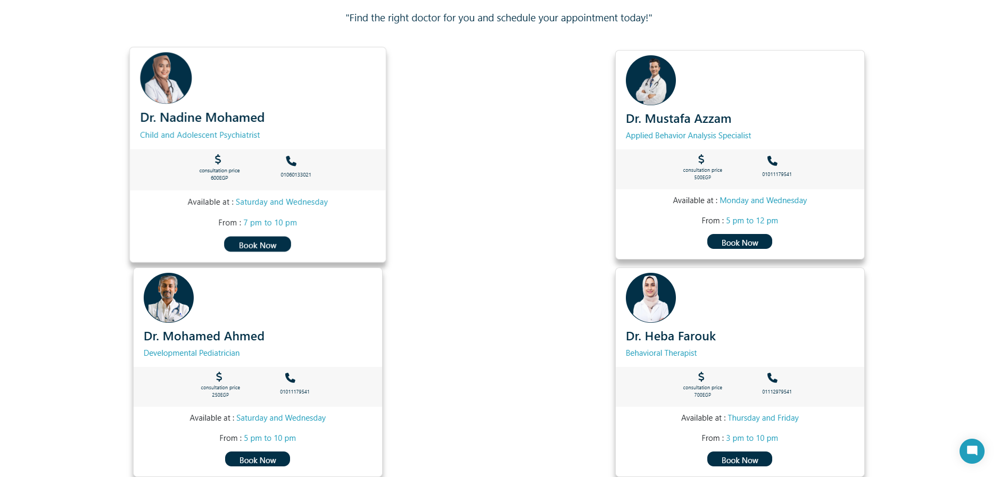 "Find the right doctor for you and schedule your appointment today!"
Dr. Nadine Mohamed
Child and Adolescent Psychiatrist
$
consultation price
600EGP
01060133021
Available at : Saturday and Wednesday
From : 7 pm to 10 pm
Book Now
Dr. Mustafa Azzam
Applied Behavior Analysis Specialist
$
consultation price
500EGP
01011179541
Available at : Monday and Wednesday
From : 5 pm to 12 pm
Book Now
Dr. Mohamed Ahmed
Developmental Pediatrician
$
consultation price
250EGP
01011179541
Available at : Saturday and Wednesday
From : 5 pm to 10 pm
Book Now
Dr. Heba Farouk
Behavioral Therapist
$
consultation price
700EGP
01112979541
Available at : Thursday and Friday
From : 3 pm to 10 pm
Book Now